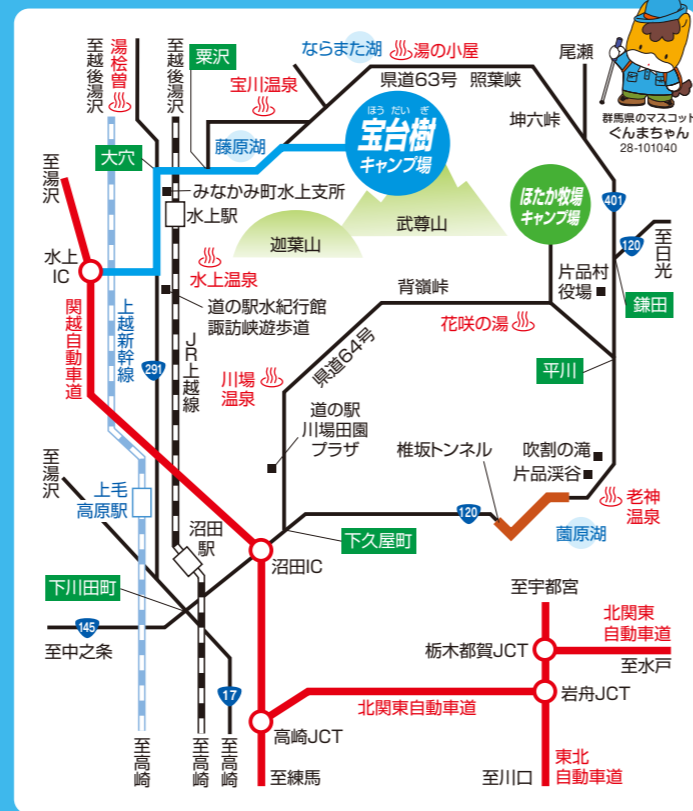 至越後湯沢
湯桧曽
至越後湯沢
粟沢
ならまた湖
湯の小屋
尾瀬
宝川温泉
県道63号 照葉峡
坤六峠
群馬県のマスコット
ぐんまちゃん
28-101040
大穴
藤原湖
ほうだいぎ
宝台樹
キャンプ場
至湯沢
みなかみ町水上支所
水上駅
ほたか牧場
キャンプ場
401
武尊山
迦葉山
120
至日光
水上
IC
水上温泉
片品村
役場
鎌田
関越自動車道
上越新幹線
道の駅水紀行館
諏訪峡遊歩道
背嶺峠
花咲の湯
291
JR上越線
県道64号
川場
温泉
平川
道の駅
川場田園
プラザ
椎坂トンネル
吹割の滝
片品渓谷
至湯沢
上毛
高原駅
沼田
駅
120
老神
温泉
薗原湖
下久屋町
沼田IC
下川田町
145
至中之条
至宇都宮
北関東
自動車道
栃木都賀JCT
至水戸
17
北関東自動車道
岩舟JCT
高崎JCT
至高崎
至高崎
至高崎
至練馬
至川口
東北
自動車道